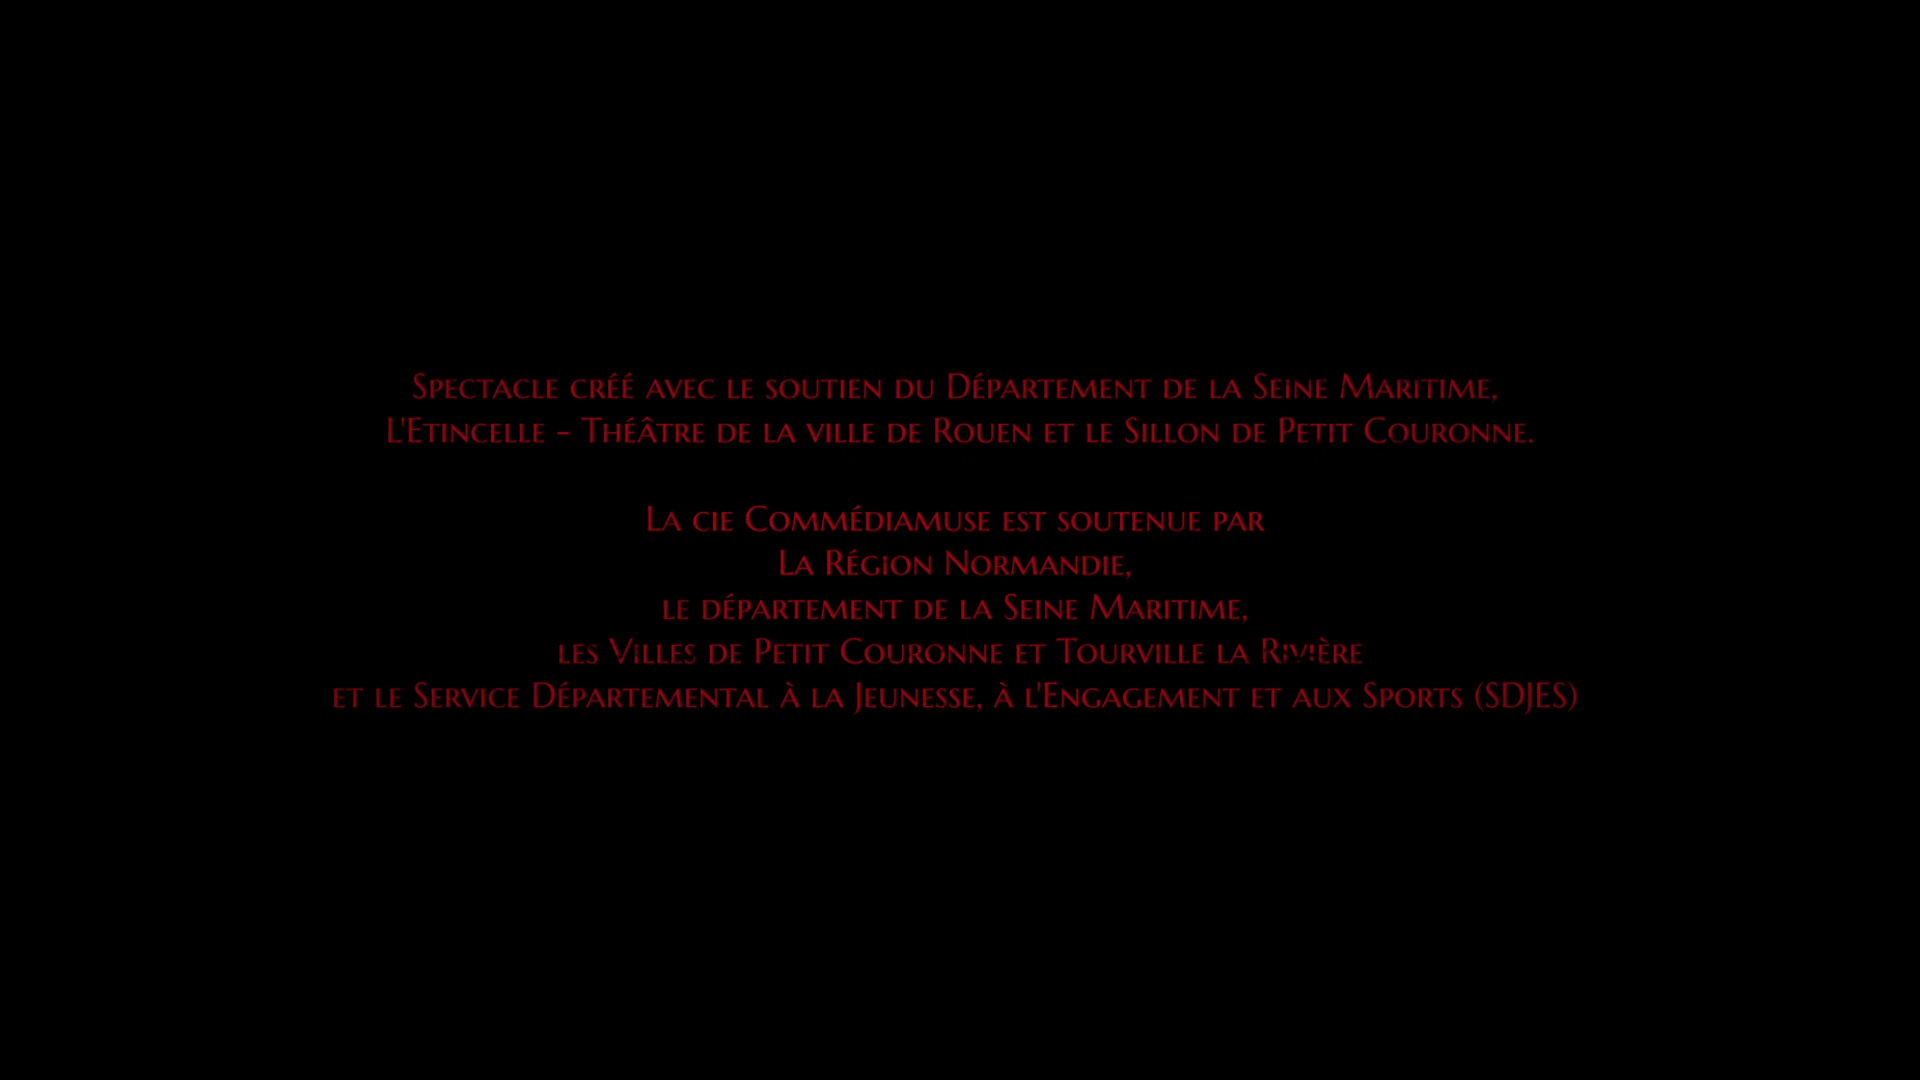 Spectacle créé avec le soutien du Département de la Seine Maritime,
L'Etincelle - Théâtre de la ville de Rouen et le Sillon de Petit Couronne.
La cie Commédiamuse est soutenue par
La Région Normandie,
le département de la Seine Maritime,
les Villes de Petit Couronne et Tourville la Rivière
et le Service Départemental à la Jeunesse, à l'Engagement et aux Sports (SDJES)